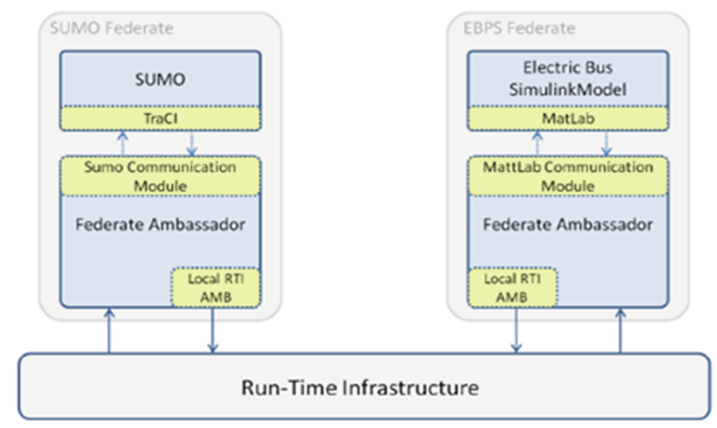 SUMO Federate
SUMO
TraCI
Sumo Communication
Module
Federate Ambassador
Local RTI
AMB
EBPS Federate
Electric Bus
SimulinkModel
MatLab
MattLab Communication
Module
Federate Ambassador
Local RTI
AMB
Run-Time Infrastructure